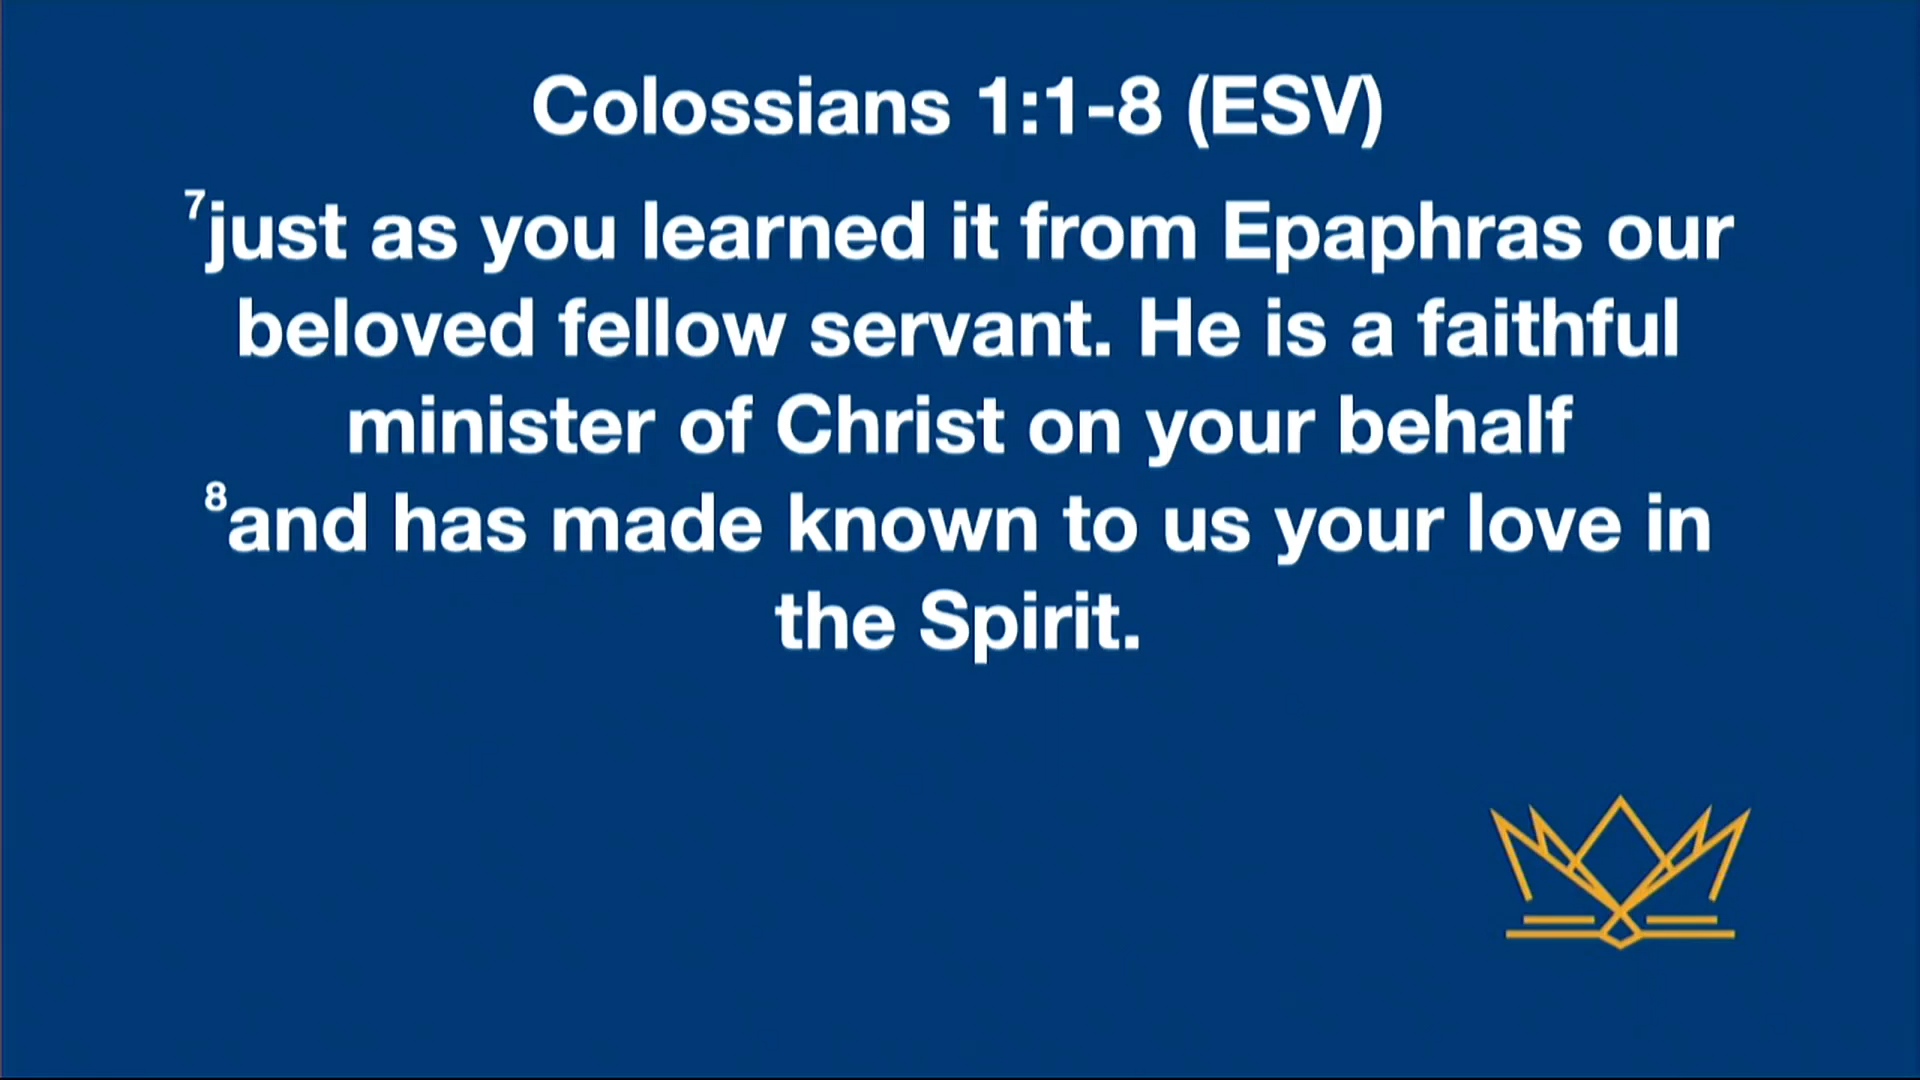 Colossians 1:1-8 (ESV)
⁷just as you learned it from Epaphras our
beloved fellow servant. He is a faithful
minister of Christ on your behalf
⁸and has made known to us your love in
the Spirit.